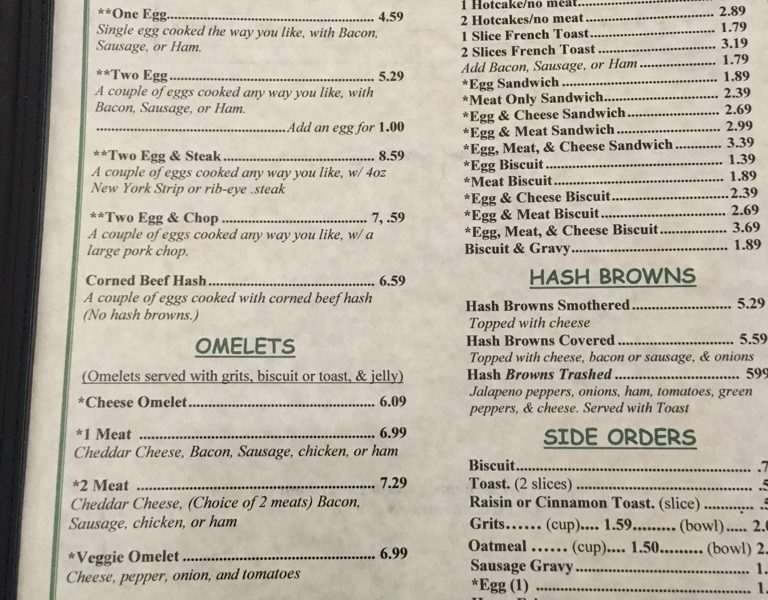 **One Egg 4.59
Single egg cooked the way you like, with Bacon,
Sausage, or Ham.
**Two Egg 5.29
A couple of eggs cooked any way you like, with
Bacon, Sausage, or Ham.
Add an egg for 1.00
**Two Egg & Steak 8.59
A couple of eggs cooked any way you like, w/ 4oz
New York Strip or rib-eye .steak
**Two Egg & Chop 7, .59
A couple of eggs cooked any way you like, w/ a
large pork chop.
Corned Beef Hash 6.59
A couple of eggs cooked with corned beef hash
(No hash browns.)
OMELETS
(Omelets served with grits, biscuit or toast, & jelly)
*Cheese Omelet 6.09
*1 Meat 6.99
Cheddar Cheese, Bacon, Sausage, chicken, or ham
*2 Meat 7.29
Cheddar Cheese, (Choice of 2 meats) Bacon,
Sausage, chicken, or ham
*Veggie Omelet 6.99
Cheese, pepper, onion, and tomatoes
1 Hotcake/no meat
2 Hotcakes/no meat 2.89
1 Slice French Toast 1.79
2 Slices French Toast 3.19
Add Bacon, Sausage, or Ham 1.79
*Egg Sandwich 1.89
*Meat Only Sandwich 2.39
*Egg & Cheese Sandwich 2.69
*Egg & Meat Sandwich 2.99
*Egg, Meat, & Cheese Sandwich 3.39
*Egg Biscuit 1.39
*Meat Biscuit 1.89
*Egg & Cheese Biscuit 2.39
*Egg & Meat Biscuit 2.69
*Egg, Meat, & Cheese Biscuit 3.69
Biscuit & Gravy 1.89
HASH BROWNS
Hash Browns Smothered 5.29
Topped with cheese
Hash Browns Covered 5.59
Topped with cheese, bacon or sausage, & onions
Hash Browns Trashed 599
Jalapeno peppers, onions, ham, tomatoes, green
peppers, & cheese. Served with Toast
SIDE ORDERS
Biscuit
Toast. (2 slices)
Raisin or Cinnamon Toast. (slice)
Grits...... (cup).... 1.59......... (bowl)....
Oatmeal ...... (cup).... 1.50......... (bowl)
Sausage Gravy
*Egg (1)